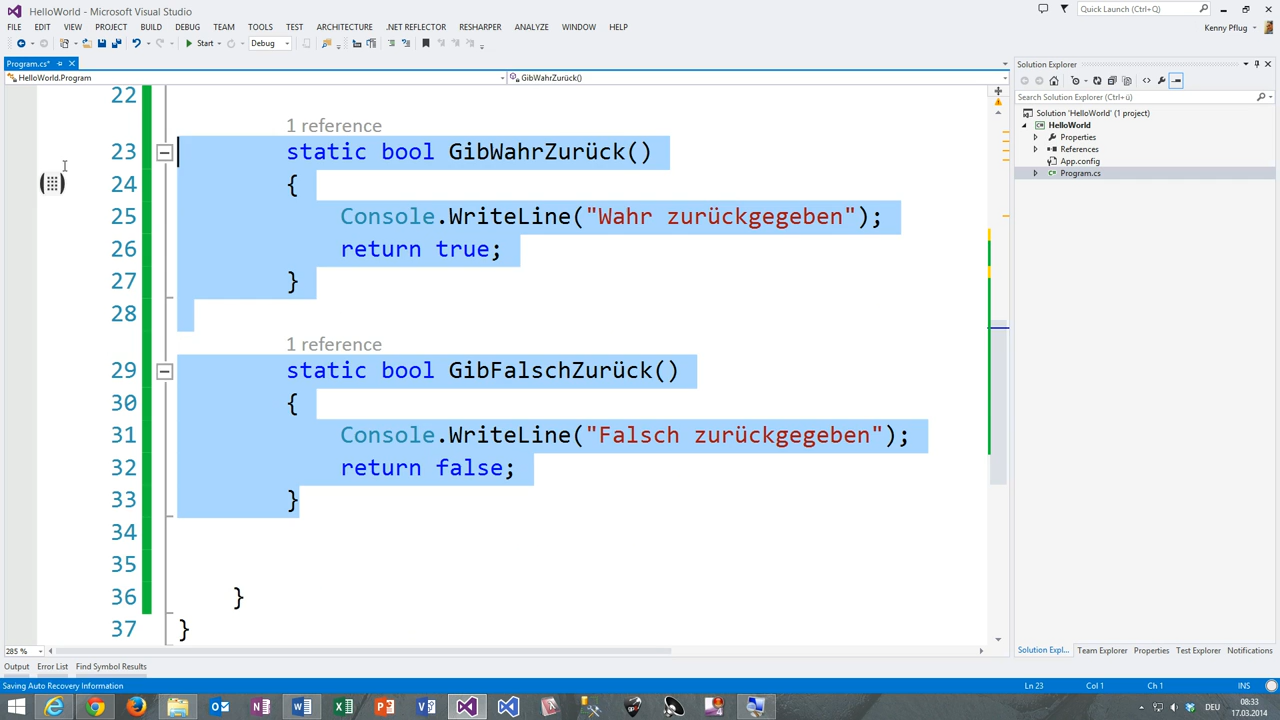 HelloWorld - Microsoft Visual Studio
Quick Launch (Ctrl+Q)
FILE EDIT VIEW PROJECT BUILD DEBUG TEAM TOOLS TEST ARCHITECTURE .NET REFLECTOR RESHARPER ANALYZE WINDOW HELP
Kenny Pflug
Start Debug
Program.cs*
HelloWorld.Program
GibWahrZurück()
22
1 reference
23 static bool GibWahrZurück()
24 {
25 Console.WriteLine("Wahr zurückgegeben");
26 return true;
27 }
28
1 reference
29 static bool GibFalschZurück()
30 {
31 Console.WriteLine("Falsch zurückgegeben");
32 return false;
33 }
34
35
36 }
37 }
285 %
Solution Explorer
Search Solution Explorer (Ctrl+ü)
Solution 'HelloWorld' (1 project)
HelloWorld
Properties
References
App.config
Program.cs
Solution Expl... Team Explorer Properties Test Explorer Notifications
Output Error List Find Symbol Results
Saving Auto Recovery Information
Ln 23 Col 1 Ch 1 INS
DEU
08:33
17.03.2014